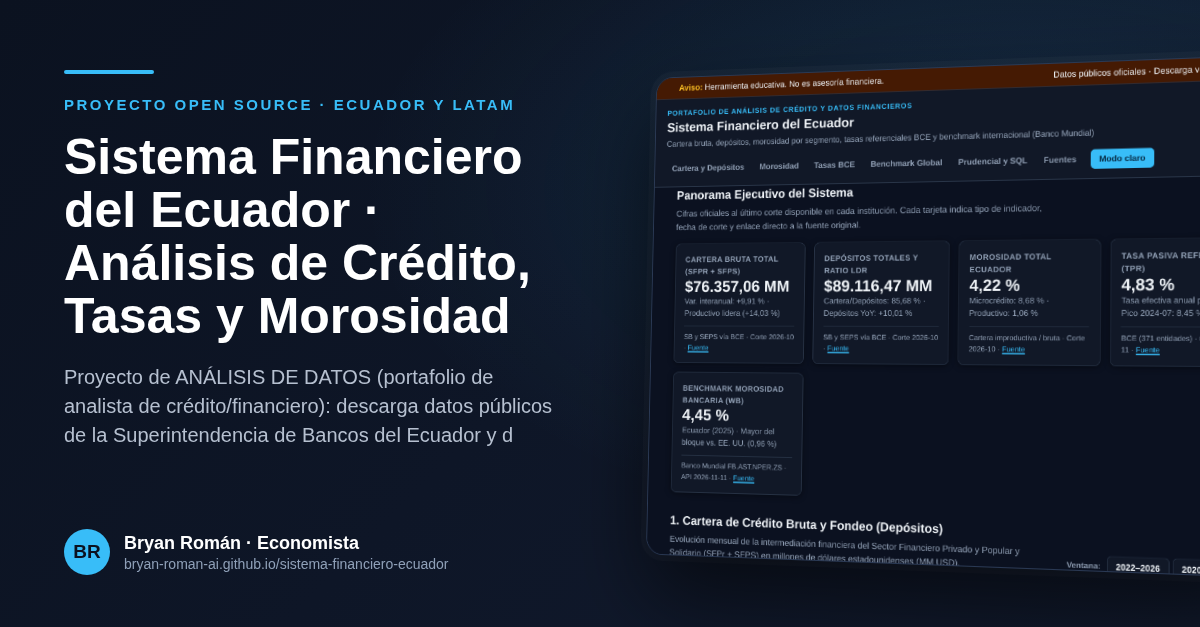 PROYECTO OPEN SOURCE · ECUADOR Y LATAM
Sistema Financiero
del Ecuador ·
Análisis de Crédito,
Tasas y Morosidad
Proyecto de ANÁLISIS DE DATOS (portafolio de
analista de crédito/financiero): descarga datos públicos
de la Superintendencia de Bancos del Ecuador y d
BR
Bryan Román · Economista
bryan-roman-ai.github.io/sistema-financiero-ecuador
Aviso: Herramienta educativa. No es asesoría financiera.
Datos públicos oficiales · Descarga v
PORTAFOLIO DE ANÁLISIS DE CRÉDITO Y DATOS FINANCIEROS
Sistema Financiero del Ecuador
Cartera bruta, depósitos, morosidad por segmento, tasas referenciales BCE y benchmark internacional (Banco Mundial)
Cartera y Depósitos
Morosidad
Tasas BCE
Benchmark Global
Prudencial y SQL
Fuentes
Modo claro
Panorama Ejecutivo del Sistema
Cifras oficiales al último corte disponible en cada institución. Cada tarjeta indica tipo de indicador,
fecha de corte y enlace directo a la fuente original.
CARTERA BRUTA TOTAL
(SFPR + SFPS)
$76.357,06 MM
Var. interanual: +9,91 % ·
Productivo lidera (+14,03 %)
SB y SEPS vía BCE · Corte 2026-10
· Fuente
DEPÓSITOS TOTALES Y
RATIO LDR
$89.116,47 MM
Cartera/Depósitos: 85,68 % ·
Depósitos YoY: +10,01 %
SB y SEPS vía BCE · Corte 2026-10
· Fuente
MOROSIDAD TOTAL
ECUADOR
4,22 %
Microcrédito: 8,68 % ·
Productivo: 1,06 %
Cartera improductiva / bruta · Corte
2026-10 · Fuente
TASA PASIVA REF
(TPR)
4,83 %
Tasa efectiva anual p
Pico 2024-07: 8,45 %
BCE (371 entidades) ·
11 · Fuente
BENCHMARK MOROSIDAD
BANCARIA (WB)
4,45 %
Ecuador (2025) · Mayor del
bloque vs. EE. UU. (0,96 %)
Banco Mundial FB.AST.NPER.ZS ·
API 2026-11-11 · Fuente
1. Cartera de Crédito Bruta y Fondeo (Depósitos)
Evolución mensual de la intermediación financiera del Sector Financiero Privado y Popular y
Solidario (SFPr + SFPS) en millones de dólares estadounidenses (MM USD).
Ventana:
2022–2026
2020